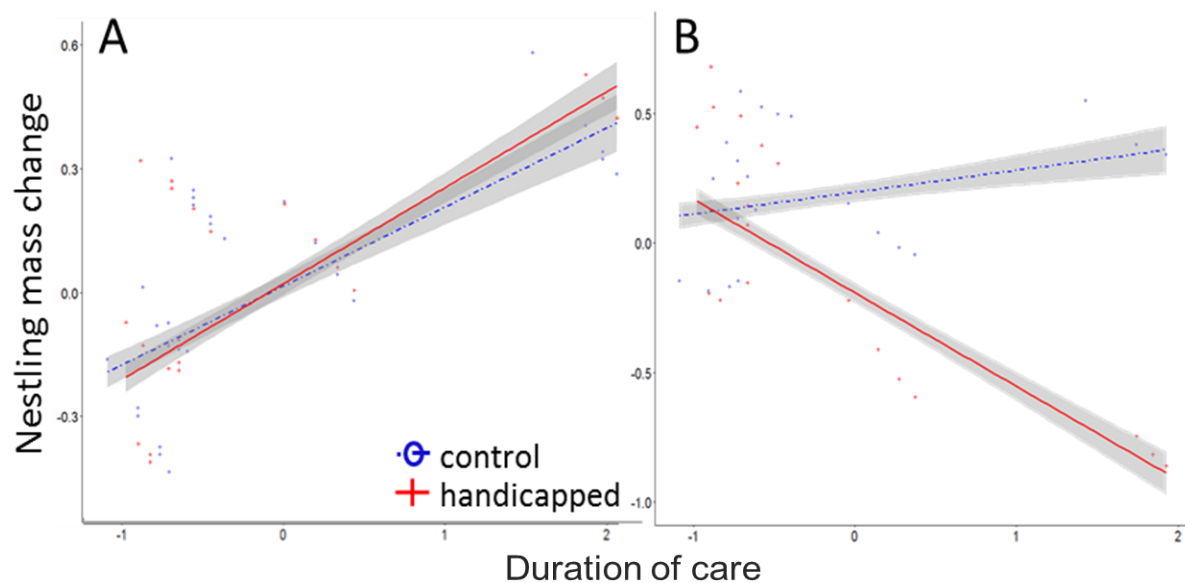 A
B
Nestling mass change
0.6
0.3
0.0
-0.3
0.5
0.0
-0.5
-1.0
control
handicapped
-1 0 1 2
-1 0 1 2
Duration of care